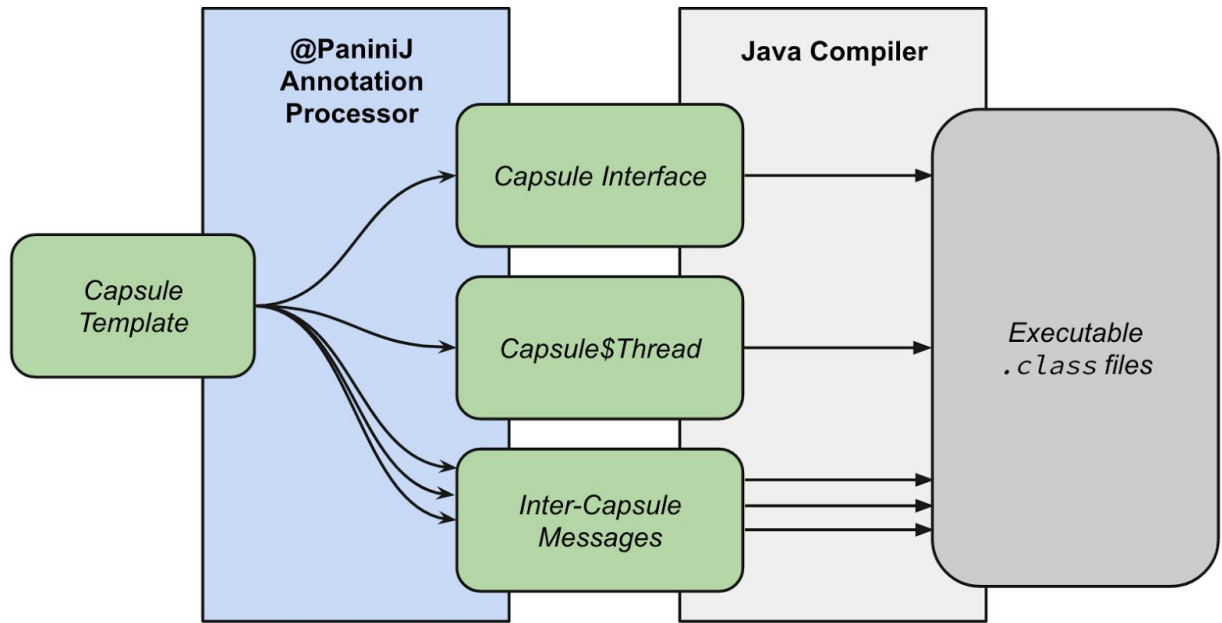 @PaniniJ
Annotation
Processor
Java Compiler
Capsule
Template
Capsule Interface
Capsule$Thread
Inter-Capsule
Messages
Executable
.class files